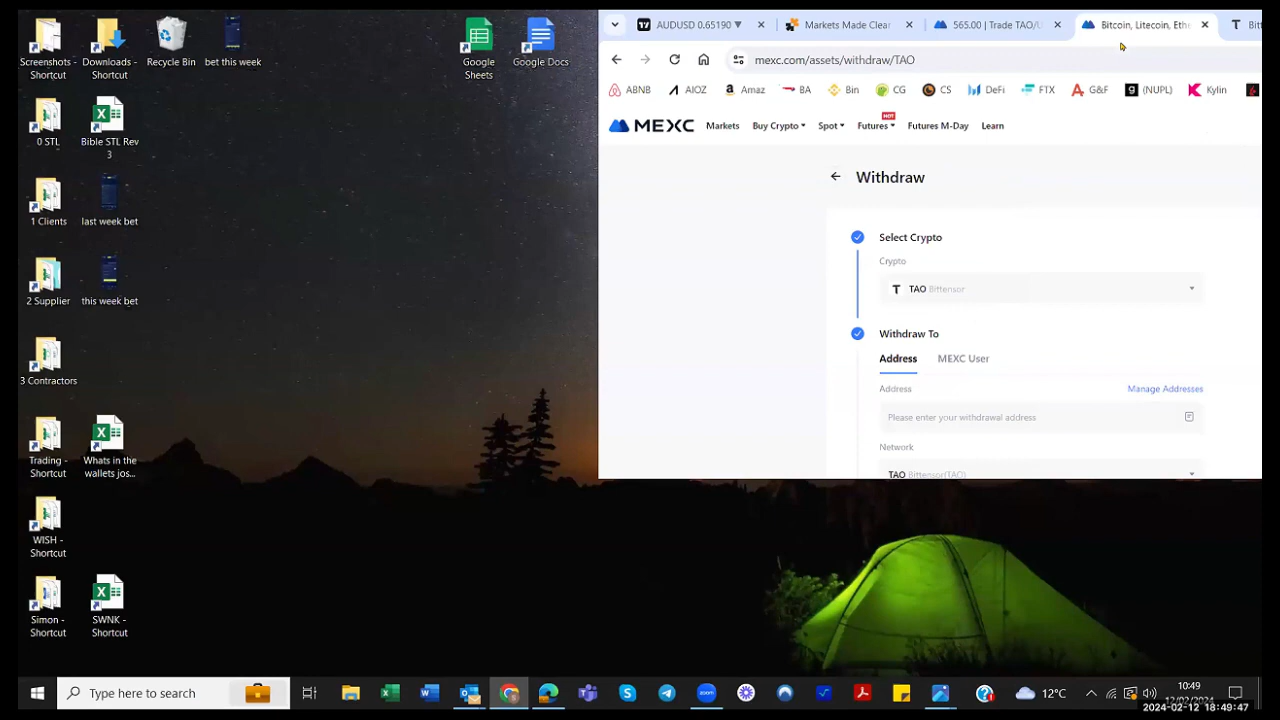 Screenshots -
Shortcut
Downloads -
Shortcut
Recycle Bin
bet this week
Google
Sheets
Google Docs
0 STL
Bible STL Rev
3
1 Clients
last week bet
2 Supplier
this week bet
3 Contractors
Trading -
Shortcut
Whats in the
wallets jos...
WISH -
Shortcut
Simon -
Shortcut
SWNK -
Shortcut
AUDUSD 0.65190 ▼
Markets Made Clear
565.00 | Trade TAO/U
Bitcoin, Litecoin, Ethe
Bitt
mexc.com/assets/withdraw/TAO
ABNB
AIOZ
Amaz
BA
Bin
CG
CS
DeFi
FTX
G&F
(NUPL)
Kylin
MEXC
Markets
Buy Crypto
Spot
Futures
HOT
Futures M-Day
Learn
Withdraw
Select Crypto
Crypto
TAO Bittensor
Withdraw To
Address
MEXC User
Address
Manage Addresses
Please enter your withdrawal address
Network
TAO Bittensor(TAO)
Type here to search
zoom
12°C
10:49
2024-02-12 18:49:47